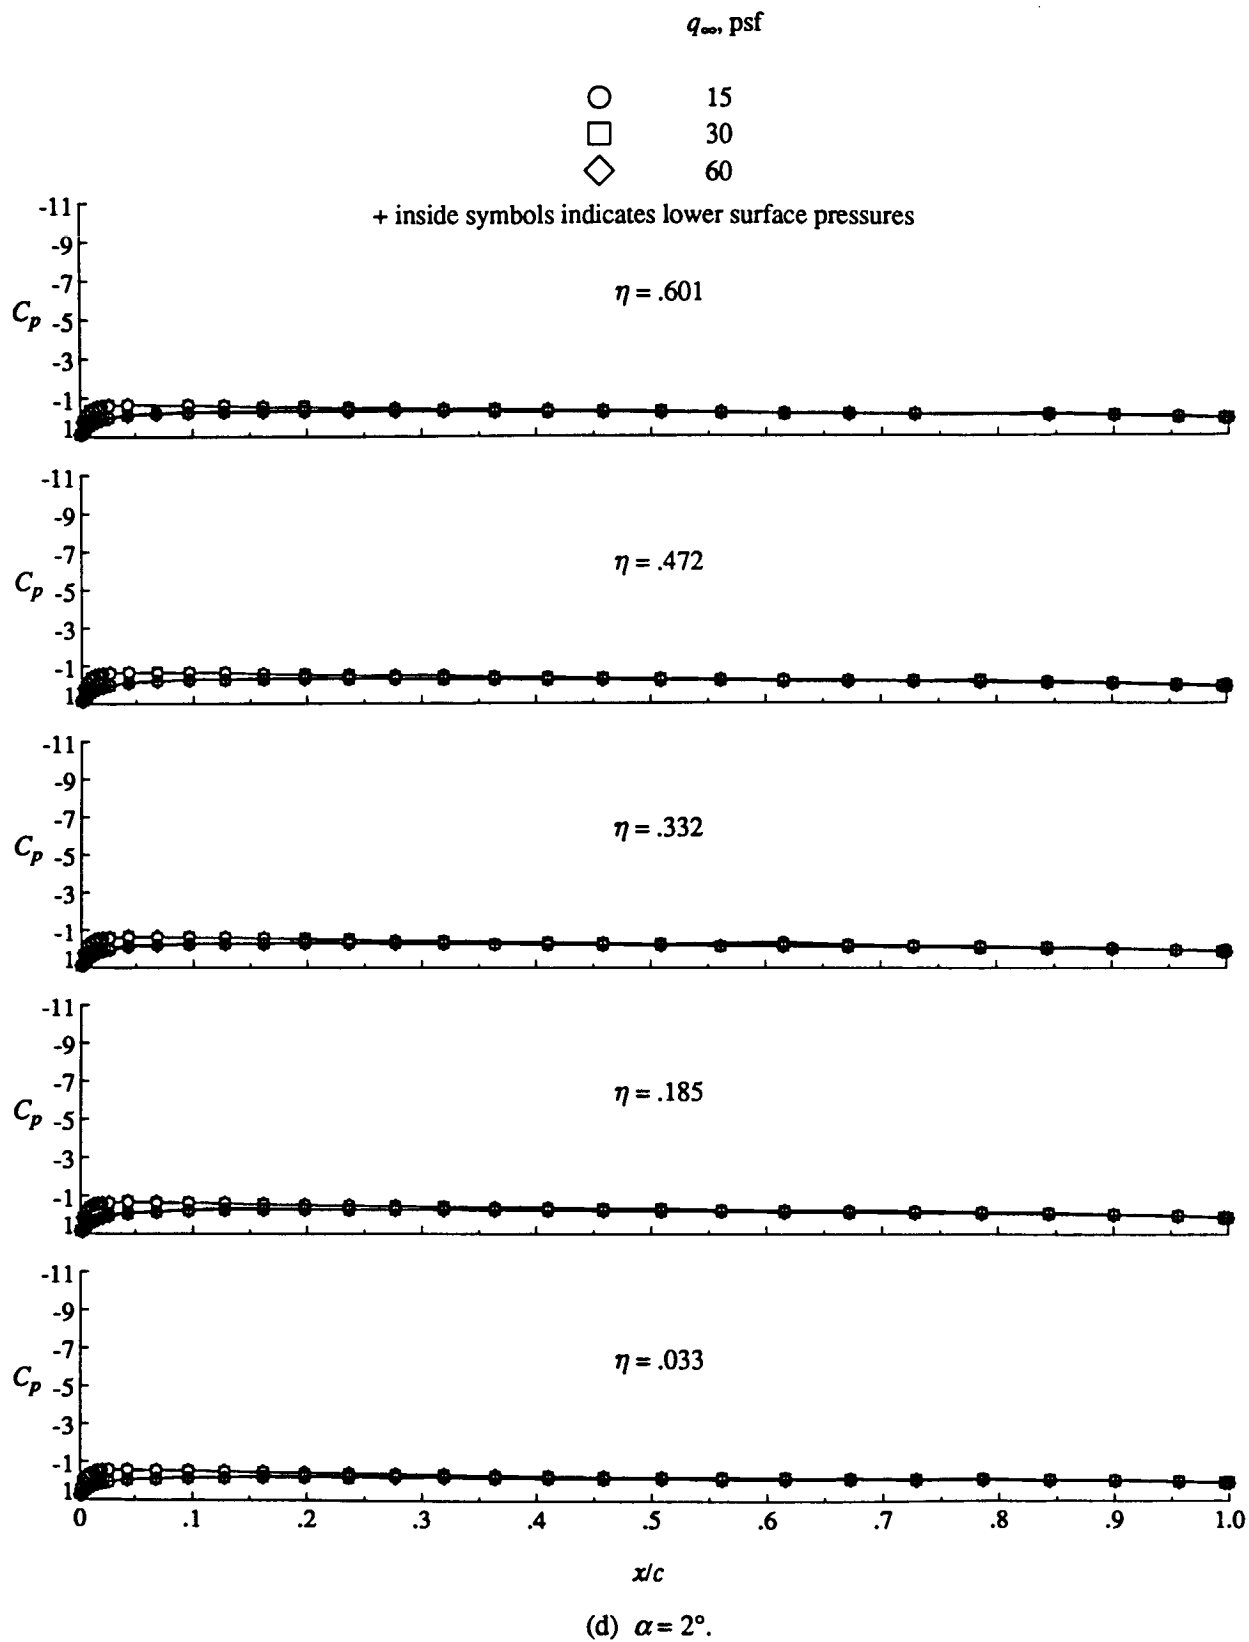 q∞, psf
15
30
60
+ inside symbols indicates lower surface pressures
-11
-9
-7
Cp -5
-3
-1
1
η = .601
-11
-9
-7
Cp -5
-3
-1
1
η = .472
-11
-9
-7
Cp -5
-3
-1
1
η = .332
-11
-9
-7
Cp -5
-3
-1
1
η = .185
-11
-9
-7
Cp -5
-3
-1
1
η = .033
0 .1 .2 .3 .4 .5 .6 .7 .8 .9 1.0
x/c
(d) α = 2°.